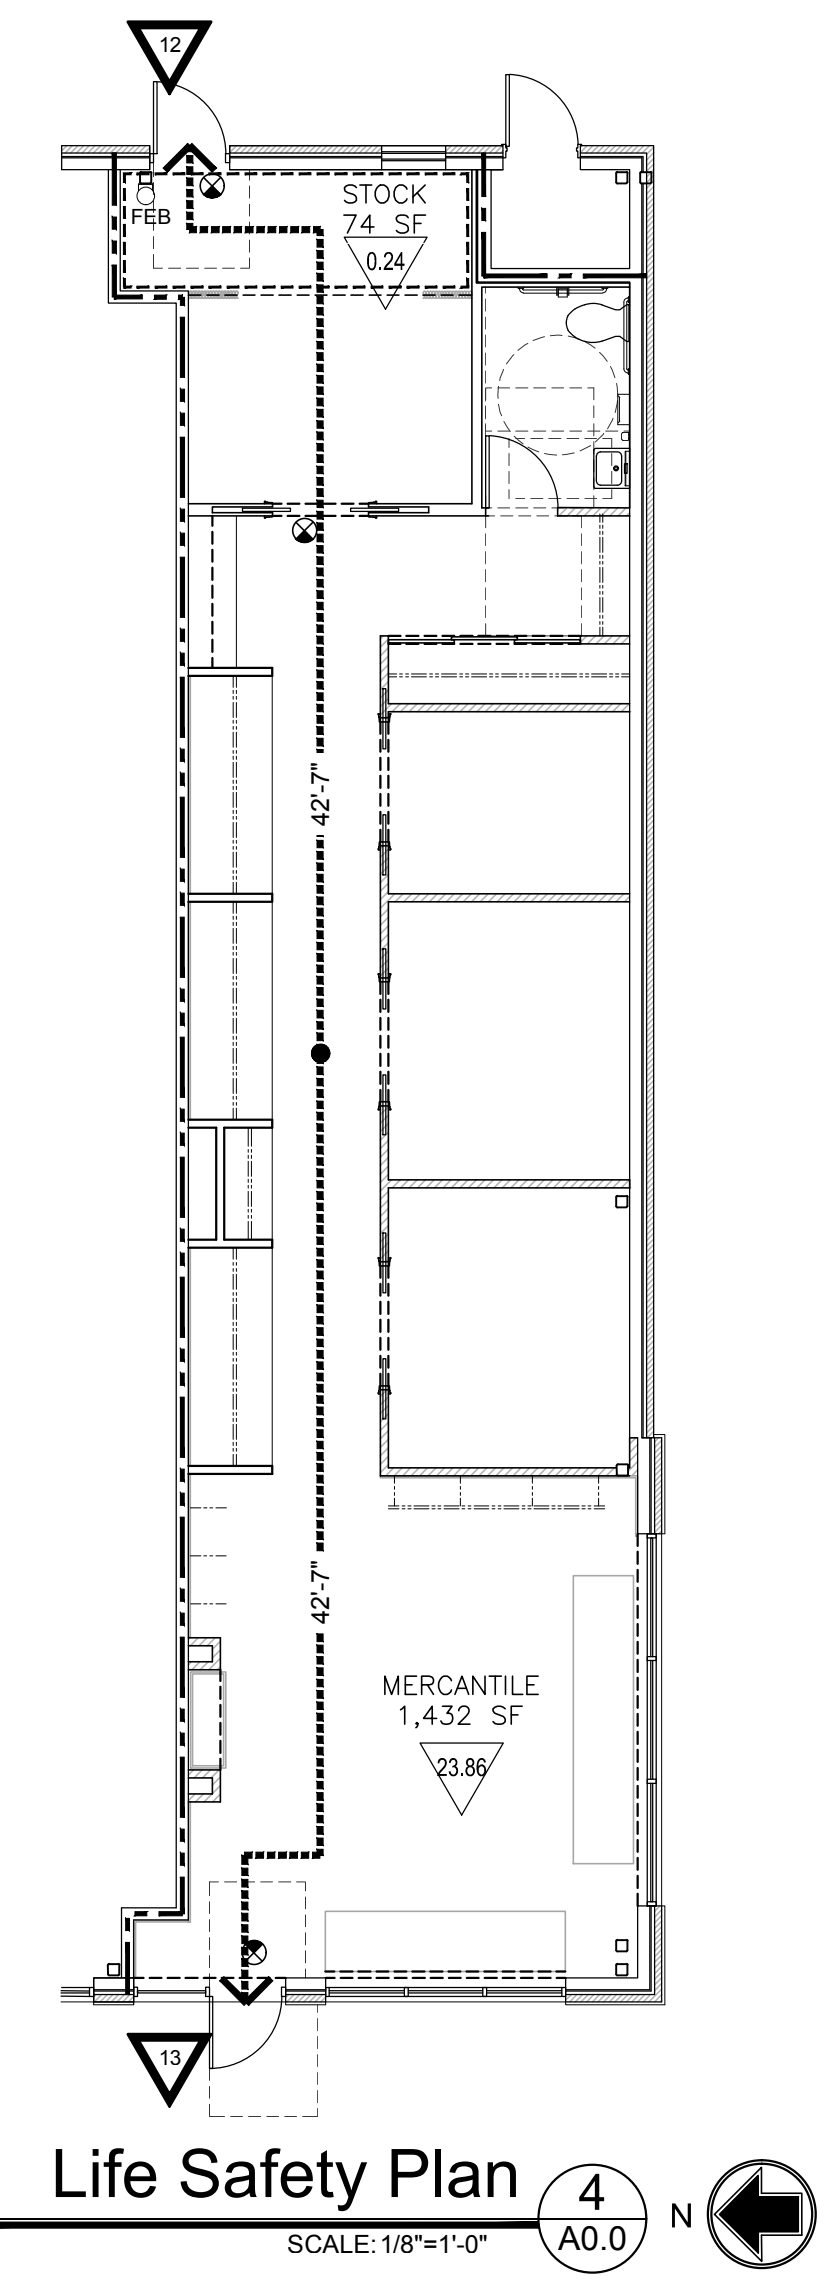 12
FEB
STOCK
74 SF
0.24
42'-7"
42'-7"
MERCANTILE
1,432 SF
23.86
13
Life Safety Plan
4
A0.0
N
SCALE: 1/8"=1'-0"